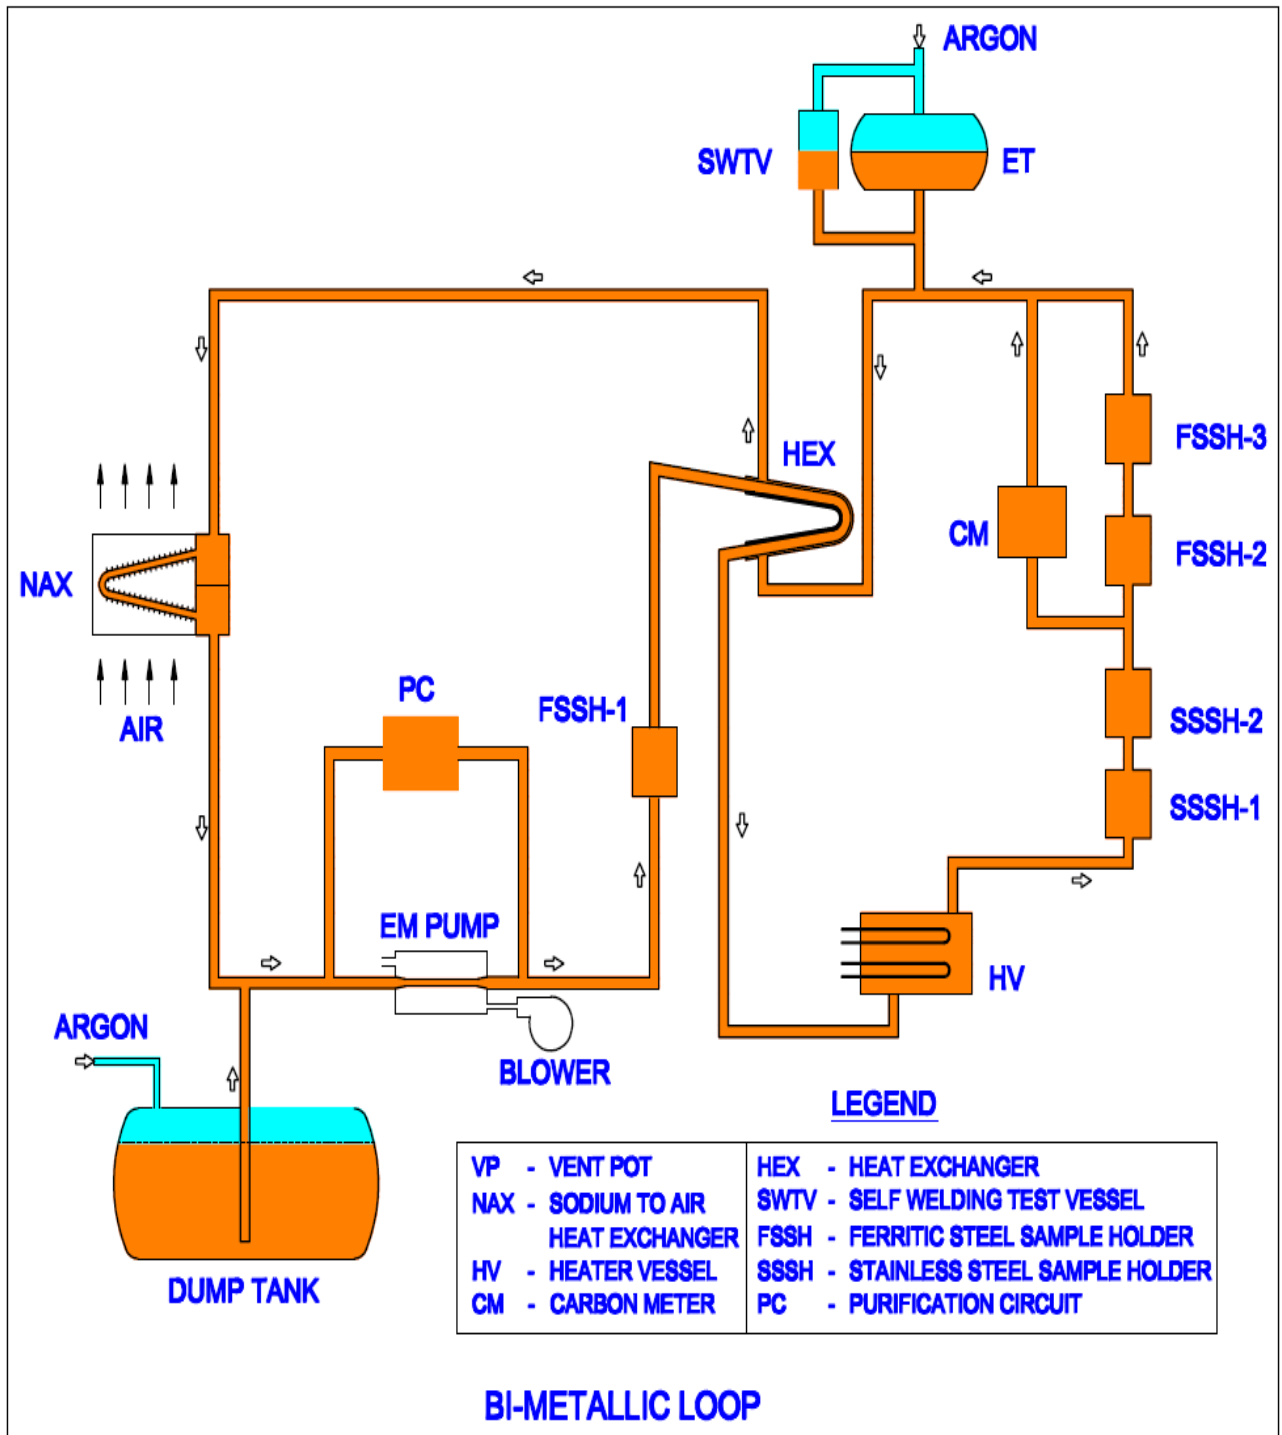 ARGON
SWTV
ET
HEX
FSSH-3
CM
FSSH-2
NAX
PC
FSSH-1
AIR
SSSH-2
SSSH-1
EM PUMP
HV
ARGON
BLOWER
DUMP TANK
LEGEND
VP - VENT POT
NAX - SODIUM TO AIR
HEAT EXCHANGER
HV - HEATER VESSEL
CM - CARBON METER
HEX - HEAT EXCHANGER
SWTV - SELF WELDING TEST VESSEL
FSSH - FERRITIC STEEL SAMPLE HOLDER
SSSH - STAINLESS STEEL SAMPLE HOLDER
PC - PURIFICATION CIRCUIT
BI-METALLIC LOOP